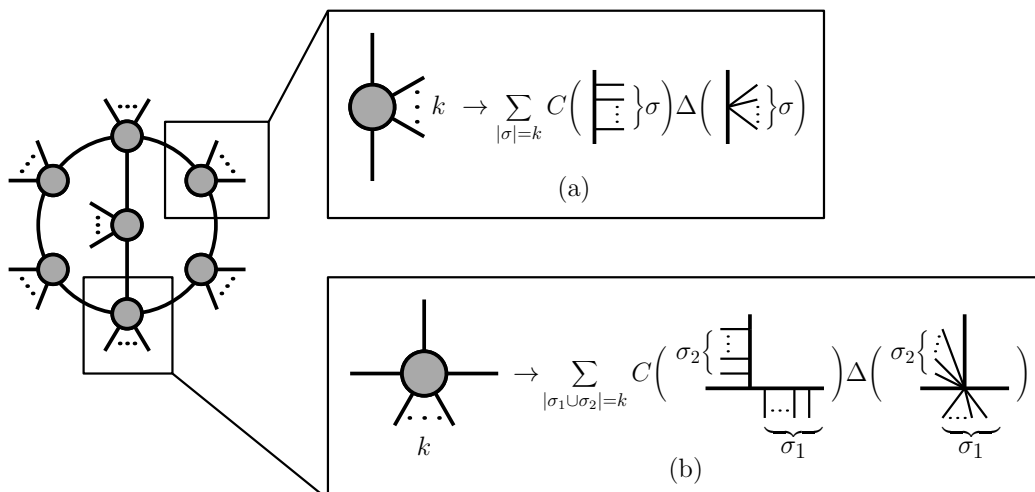 k → ∑ C( }σ)Δ( }σ)
|σ|=k
(a)
σ₂{ σ₂{
→ ∑ C( )Δ( )
|σ₁∪σ₂|=k
k
σ₁ σ₁
(b)